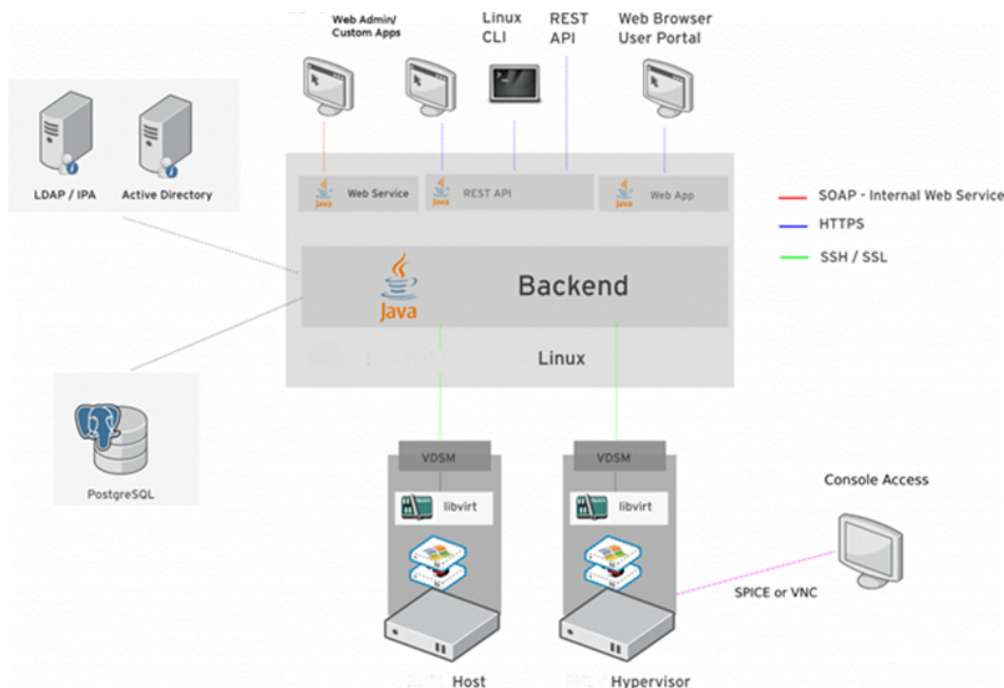 Web Admin/
Custom Apps
Linux
CLI
REST
API
Web Browser
User Portal
LDAP / IPA
Active Directory
Java
Web Service
Java
REST API
Java
Web App
SOAP - Internal Web Service
HTTPS
SSH / SSL
Java
Backend
Linux
PostgreSQL
VDSM
VDSM
libvirt
libvirt
Console Access
SPICE or VNC
Host
Hypervisor